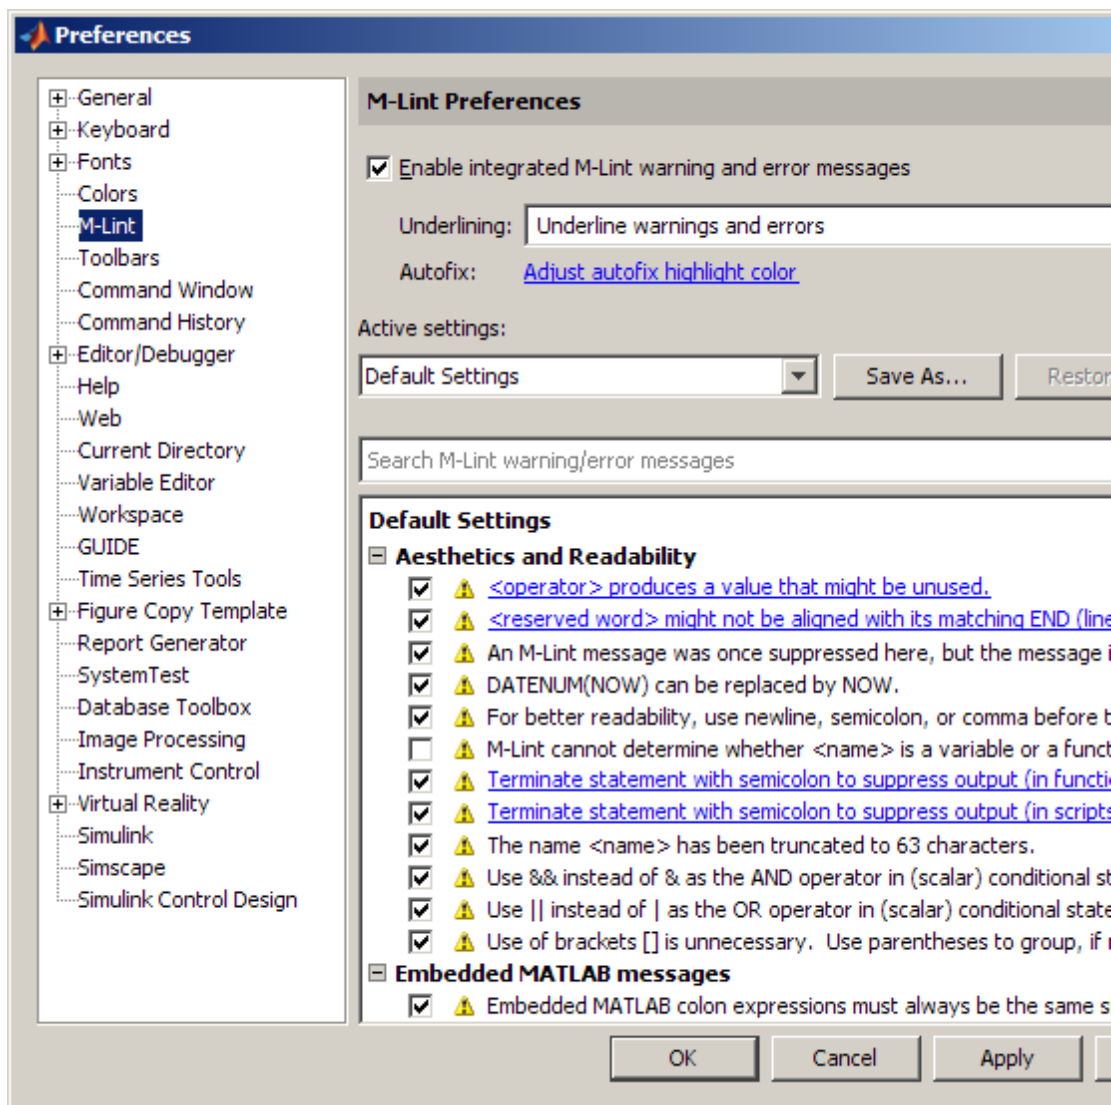 Preferences
General
Keyboard
Fonts
Colors
M-Lint
Toolbars
Command Window
Command History
Editor/Debugger
Help
Web
Current Directory
Variable Editor
Workspace
GUIDE
Time Series Tools
Figure Copy Template
Report Generator
SystemTest
Database Toolbox
Image Processing
Instrument Control
Virtual Reality
Simulink
Simscape
Simulink Control Design
M-Lint Preferences
Enable integrated M-Lint warning and error messages
Underlining: Underline warnings and errors
Autofix: Adjust autofix highlight color
Active settings:
Default Settings Save As... Restor
Search M-Lint warning/error messages
Default Settings
Aesthetics and Readability
<operator> produces a value that might be unused.
<reserved word> might not be aligned with its matching END (line
An M-Lint message was once suppressed here, but the message i
DATENUM(NOW) can be replaced by NOW.
For better readability, use newline, semicolon, or comma before t
M-Lint cannot determine whether <name> is a variable or a funct
Terminate statement with semicolon to suppress output (in functi
Terminate statement with semicolon to suppress output (in scripts
The name <name> has been truncated to 63 characters.
Use && instead of & as the AND operator in (scalar) conditional st
Use || instead of | as the OR operator in (scalar) conditional state
Use of brackets [] is unnecessary.  Use parentheses to group, if
Embedded MATLAB messages
Embedded MATLAB colon expressions must always be the same s
OK Cancel Apply